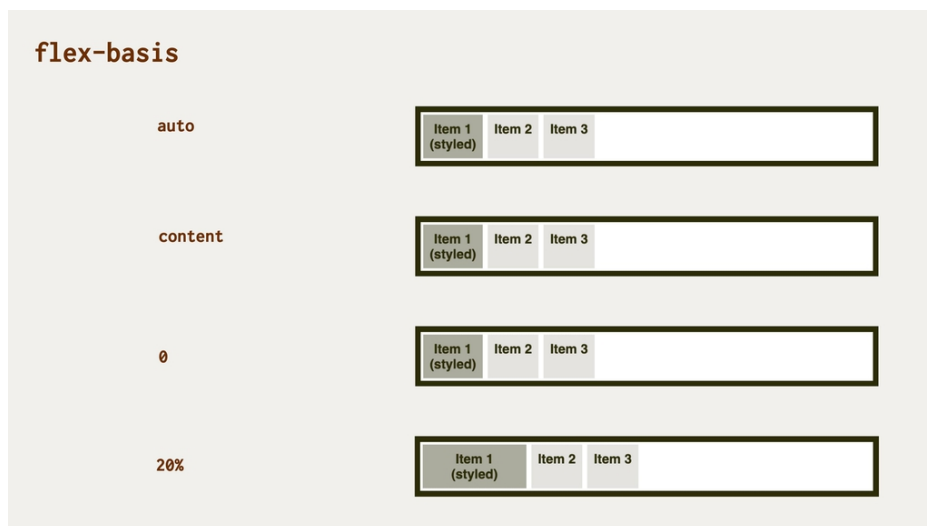 flex-basis
auto
Item 1 Item 2 Item 3
(styled)
content
Item 1 Item 2 Item 3
(styled)
0
Item 1 Item 2 Item 3
(styled)
20%
Item 1 Item 2 Item 3
(styled)